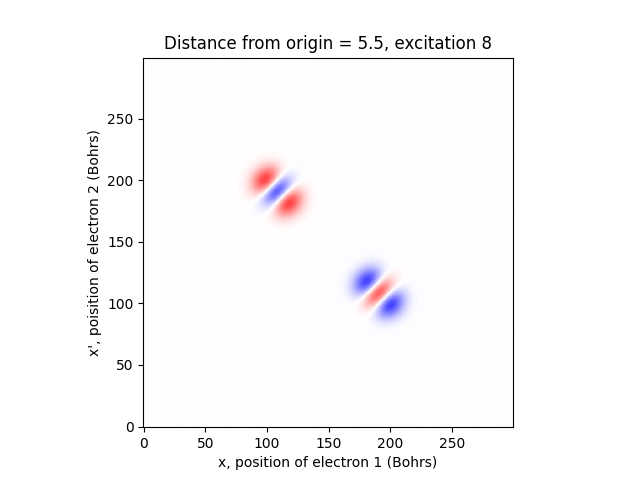 Distance from origin = 5.5, excitation 8
x', poisition of electron 2 (Bohrs)
250
200
150
100
50
0
0 50 100 150 200 250
x, position of electron 1 (Bohrs)